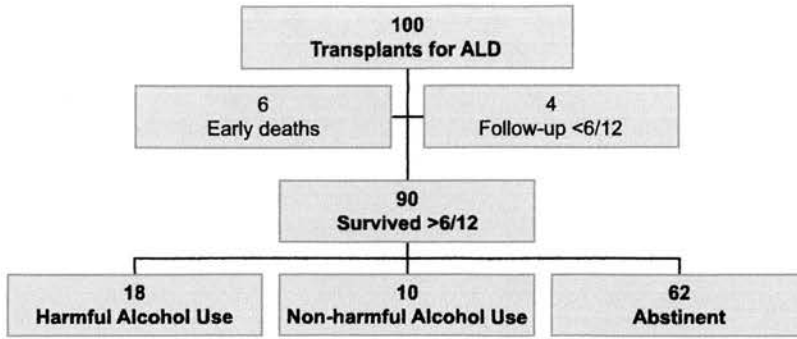 100
Transplants for ALD
6
Early deaths
4
Follow-up <6/12
90
Survived >6/12
18
Harmful Alcohol Use
10
Non-harmful Alcohol Use
62
Abstinent